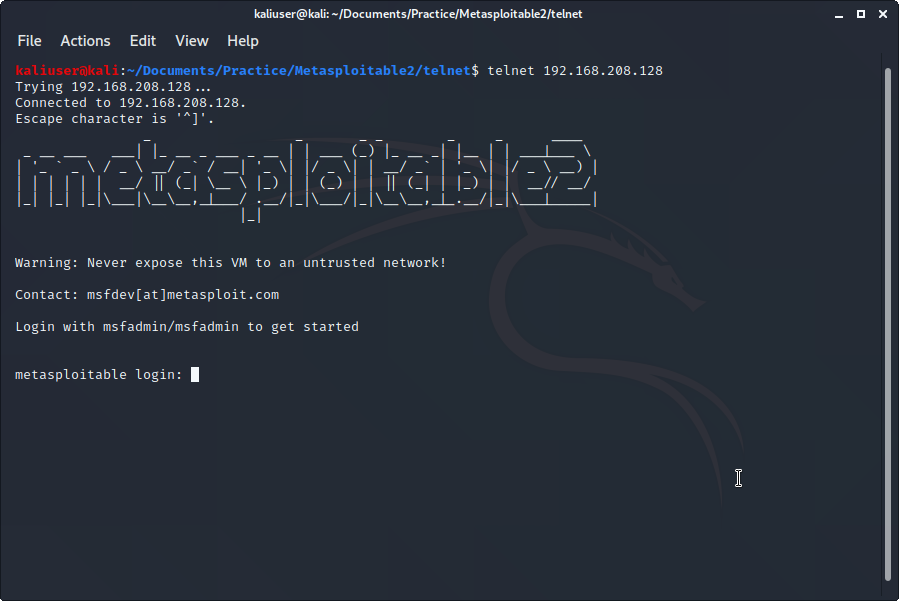 kaliuser@kali: ~/Documents/Practice/Metasploitable2/telnet
File Actions Edit View Help
kaliuser@kali:~/Documents/Practice/Metasploitable2/telnet$ telnet 192.168.208.128
Trying 192.168.208.128...
Connected to 192.168.208.128.
Escape character is '^]'.
metasploitable2
Warning: Never expose this VM to an untrusted network!
Contact: msfdev[at]metasploit.com
Login with msfadmin/msfadmin to get started
metasploitable login: